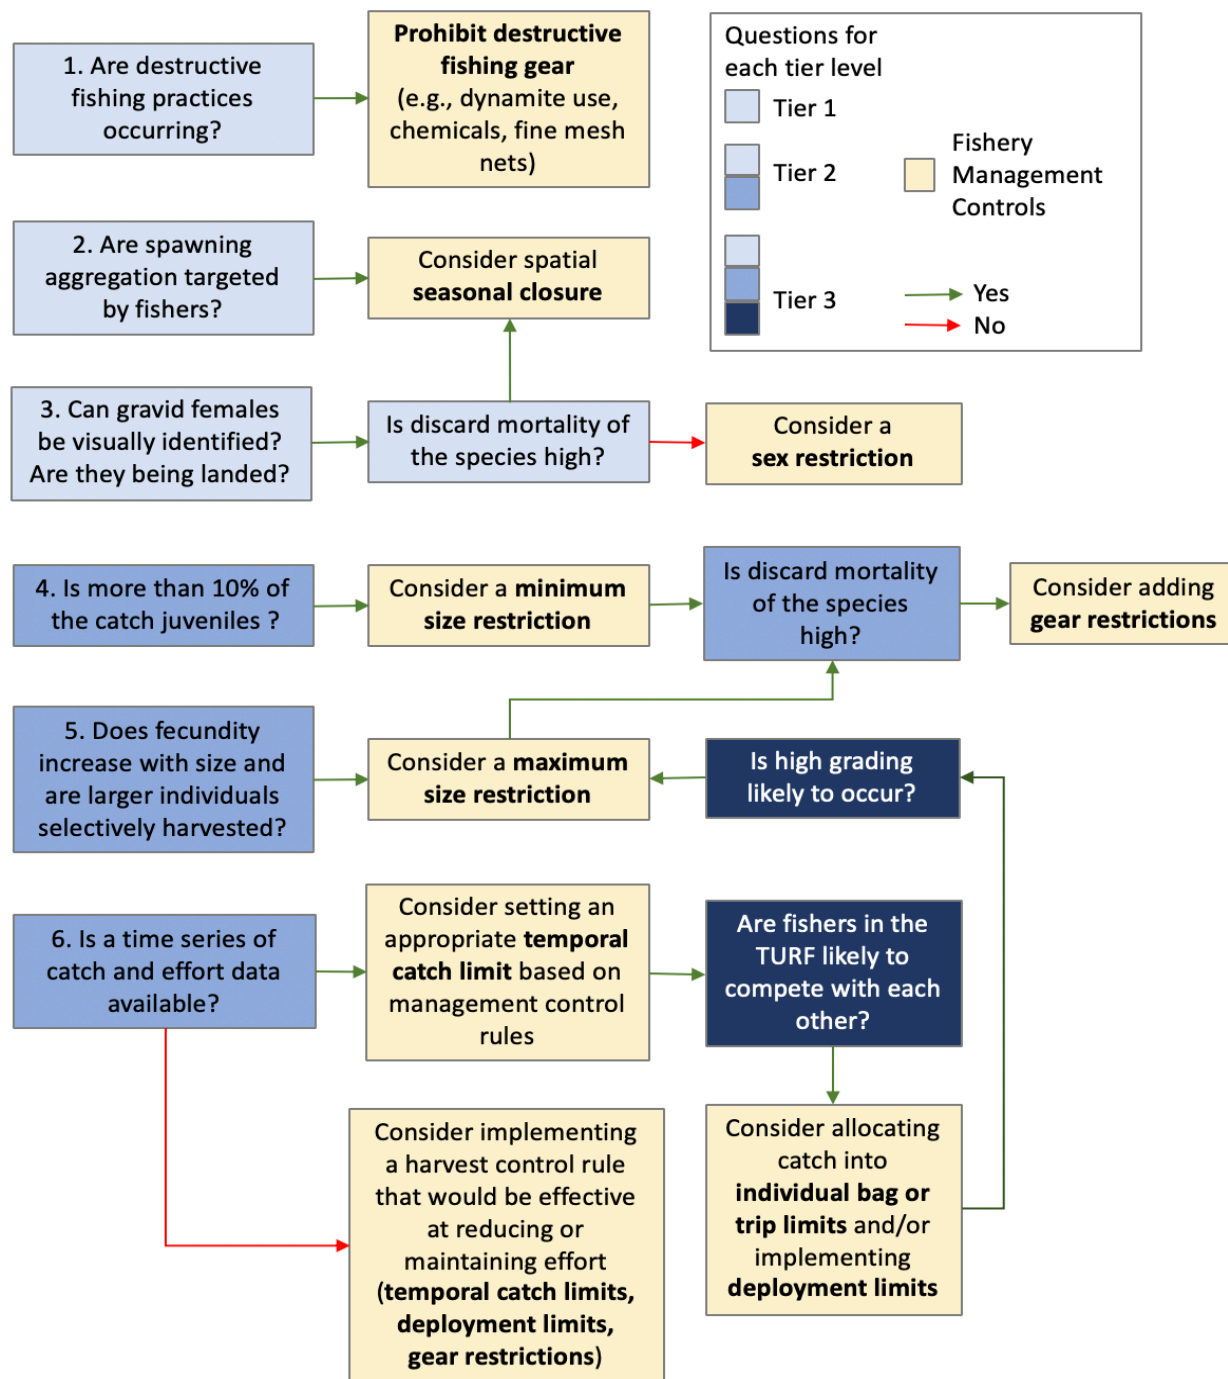 1. Are destructive
fishing practices
occurring?
Prohibit destructive
fishing gear
(e.g., dynamite use,
chemicals, fine mesh
nets)
Questions for
each tier level
Tier 1
Tier 2
Tier 3
Fishery
Management
Controls
Yes
No
2. Are spawning
aggregation targeted
by fishers?
Consider spatial
seasonal closure
3. Can gravid females
be visually identified?
Are they being landed?
Is discard mortality of
the species high?
Consider a
sex restriction
4. Is more than 10% of
the catch juveniles ?
Consider a minimum
size restriction
Is discard mortality
of the species
high?
Consider adding
gear restrictions
5. Does fecundity
increase with size and
are larger individuals
selectively harvested?
Consider a maximum
size restriction
Is high grading
likely to occur?
6. Is a time series of
catch and effort data
available?
Consider setting an
appropriate temporal
catch limit based on
management control
rules
Are fishers in the
TURF likely to
compete with each
other?
Consider implementing
a harvest control rule
that would be effective
at reducing or
maintaining effort
(temporal catch limits,
deployment limits,
gear restrictions)
Consider allocating
catch into
individual bag or
trip limits and/or
implementing
deployment limits